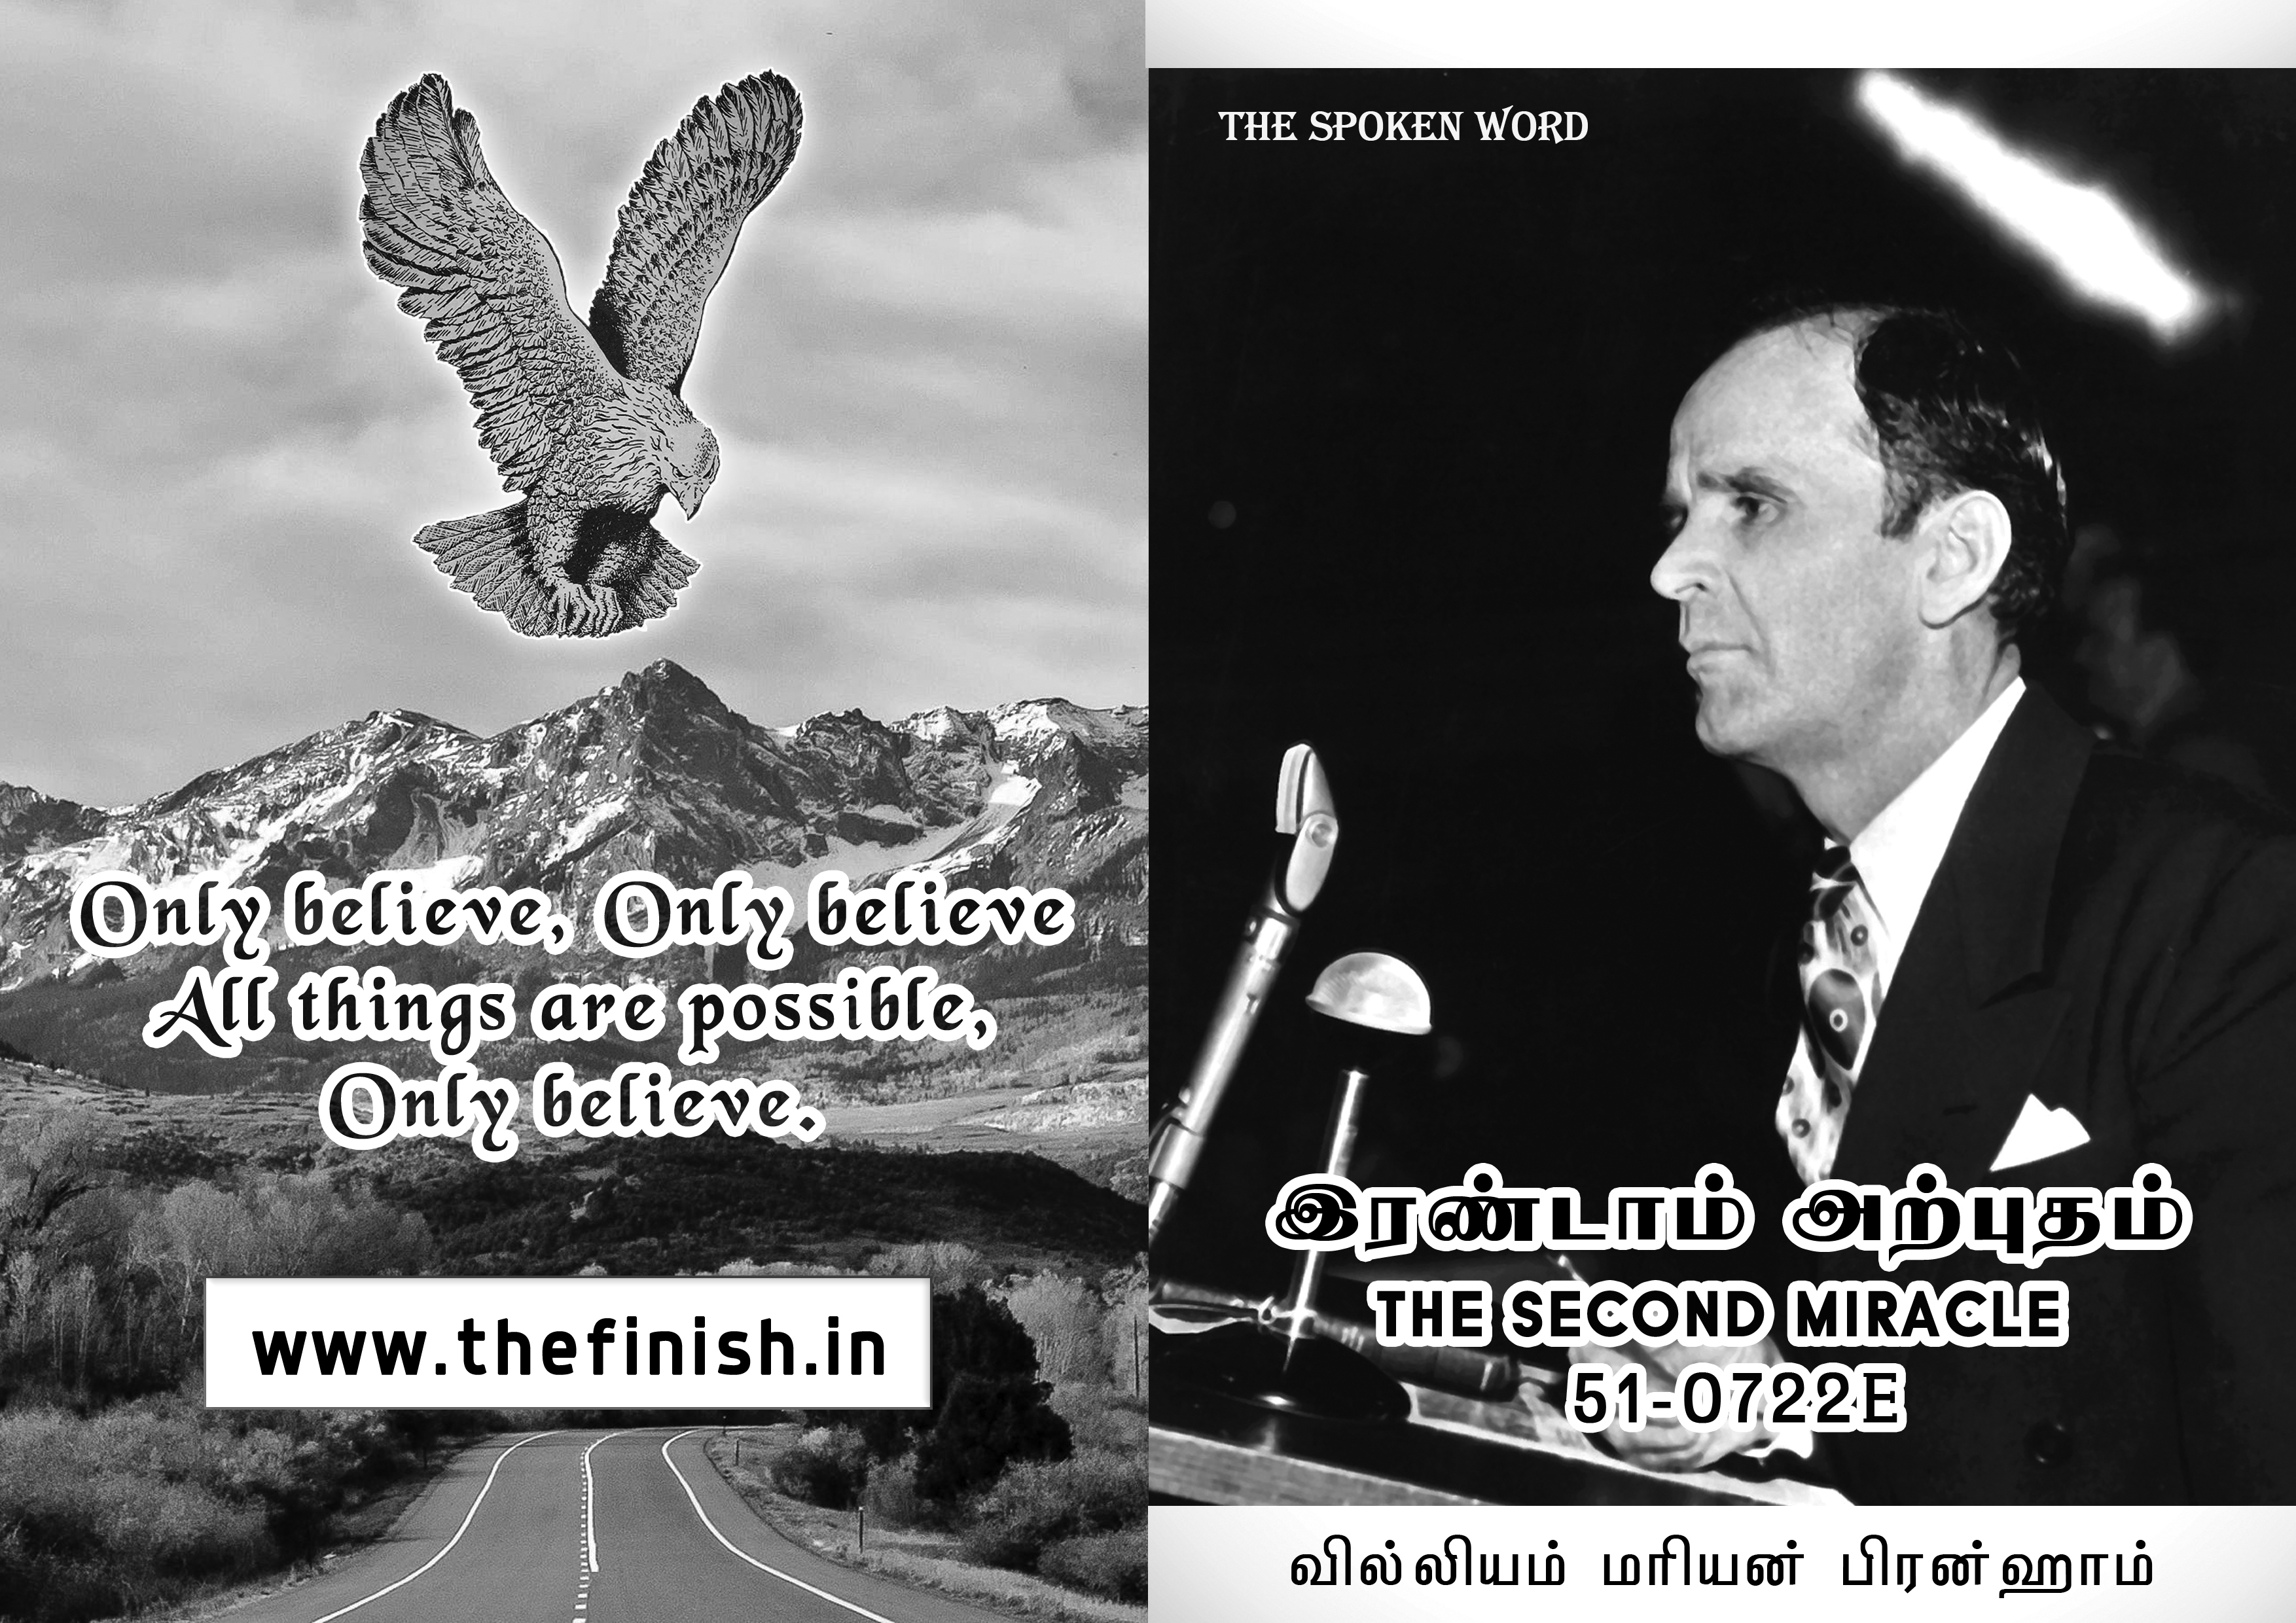 Only believe, Only believe
All things are possible,
Only believe.
www.thefinish.in
THE SPOKEN WORD
இரண்டாம் அற்புதம்
THE SECOND MIRACLE
51-0722E
வில்லியம் மரியன் பிரன்ஹாம்